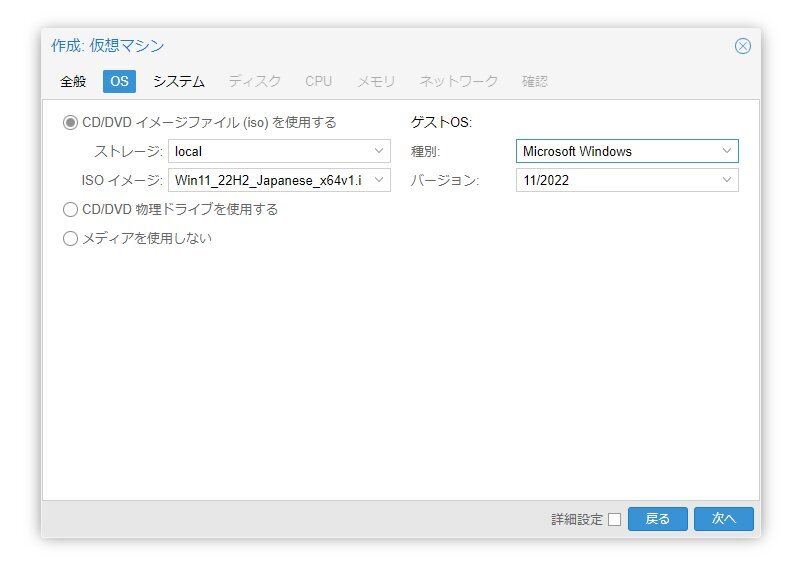 作成: 仮想マシン
全般 OS システム ディスク CPU メモリ ネットワーク 確認
CD/DVD イメージファイル (iso) を使用する
ストレージ: local
ISO イメージ: Win11_22H2_Japanese_x64v1.i
CD/DVD 物理ドライブを使用する
メディアを使用しない
ゲストOS:
種別: Microsoft Windows
バージョン: 11/2022
詳細設定 戻る 次へ